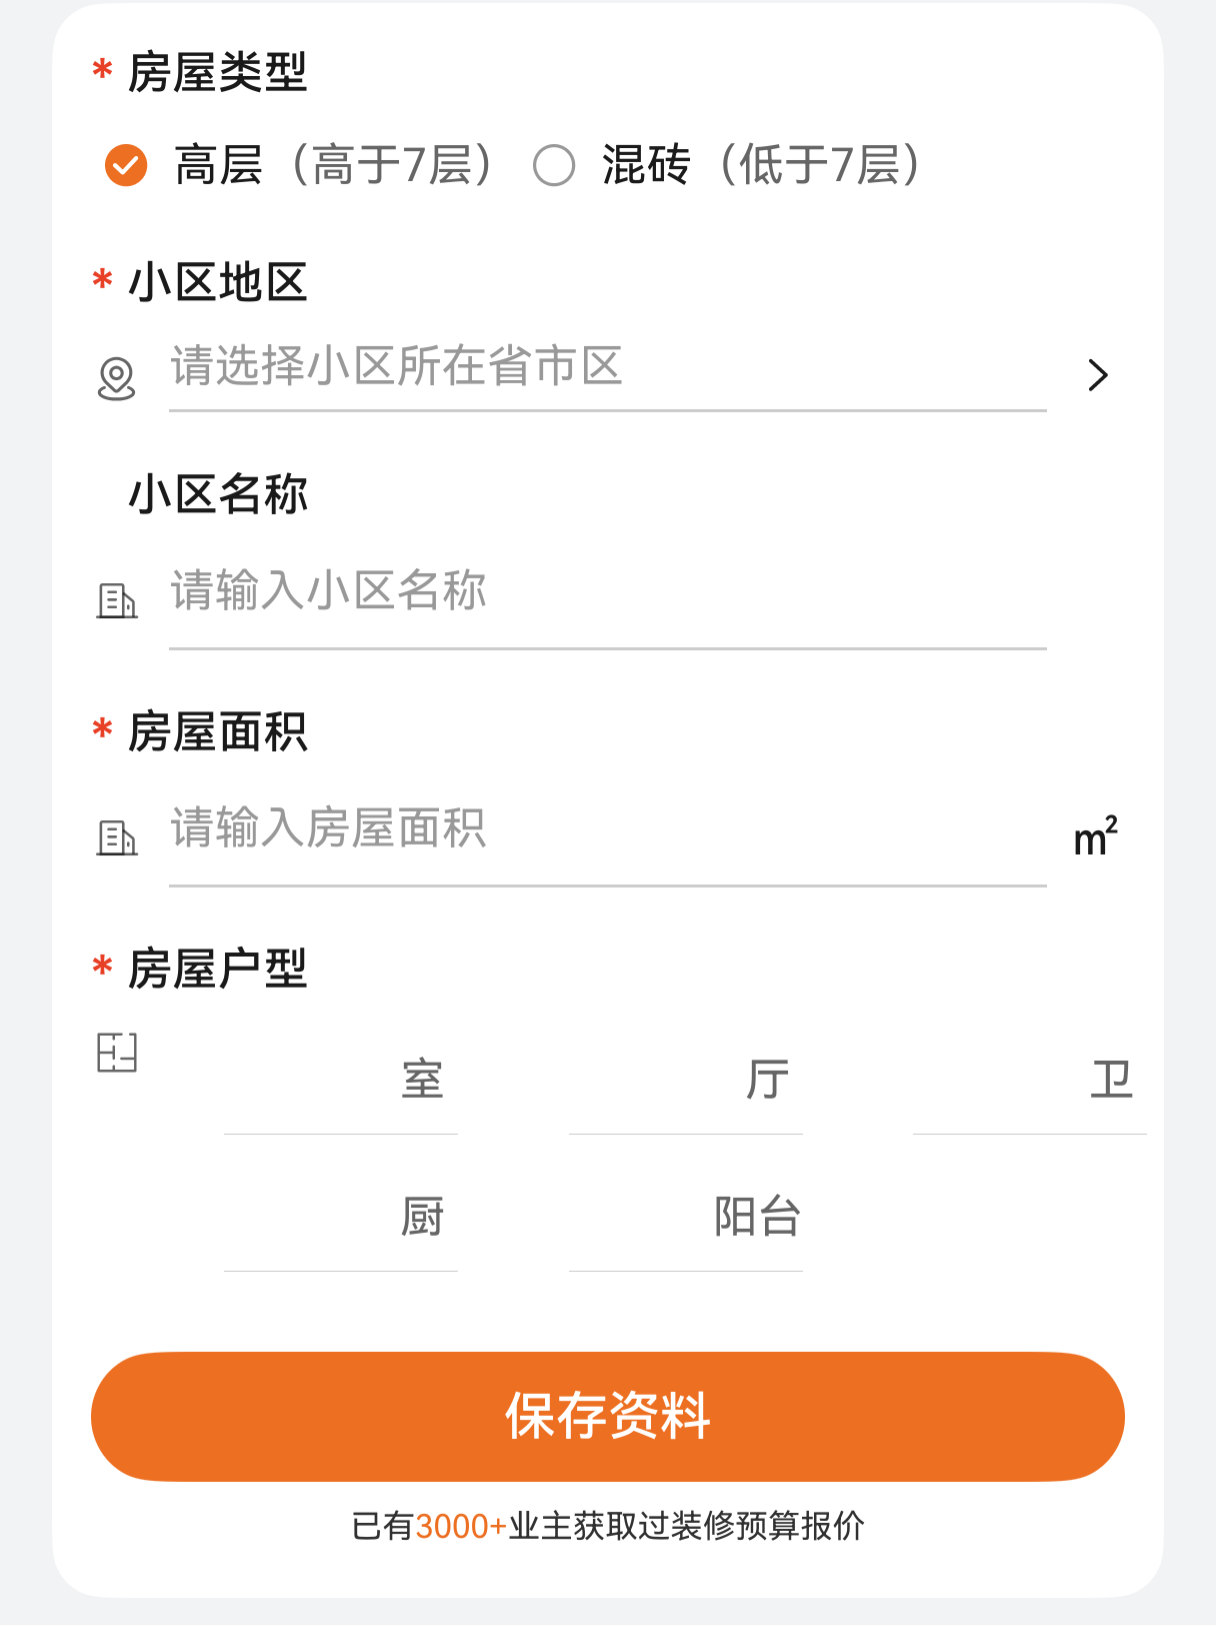 * 房屋类型
高层（高于7层） 混砖（低于7层）
* 小区地区
请选择小区所在省市区
小区名称
请输入小区名称
* 房屋面积
请输入房屋面积 m²
* 房屋户型
室 厅 卫
厨 阳台
保存资料
已有3000+业主获取过装修预算报价